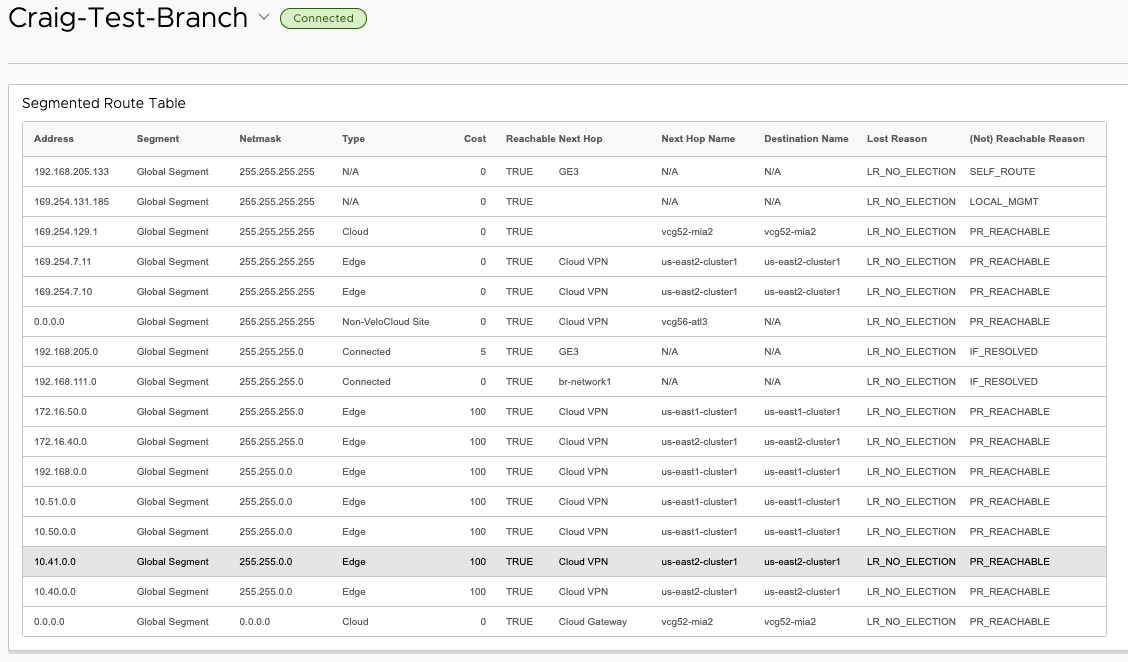 Craig-Test-Branch Connected
Segmented Route Table
Address Segment Netmask Type Cost Reachable Next Hop Next Hop Name Destination Name Lost Reason (Not) Reachable Reason
192.168.205.133 Global Segment 255.255.255.255 N/A 0 TRUE GE3 N/A N/A LR_NO_ELECTION SELF_ROUTE
169.254.131.185 Global Segment 255.255.255.255 N/A 0 TRUE N/A N/A LR_NO_ELECTION LOCAL_MGMT
169.254.129.1 Global Segment 255.255.255.255 Cloud 0 TRUE vcg52-mia2 vcg52-mia2 LR_NO_ELECTION PR_REACHABLE
169.254.7.11 Global Segment 255.255.255.255 Edge 0 TRUE Cloud VPN us-east2-cluster1 us-east2-cluster1 LR_NO_ELECTION PR_REACHABLE
169.254.7.10 Global Segment 255.255.255.255 Edge 0 TRUE Cloud VPN us-east2-cluster1 us-east2-cluster1 LR_NO_ELECTION PR_REACHABLE
0.0.0.0 Global Segment 255.255.255.255 Non-VeloCloud Site 0 TRUE Cloud VPN vcg56-atl3 N/A LR_NO_ELECTION PR_REACHABLE
192.168.205.0 Global Segment 255.255.255.0 Connected 5 TRUE GE3 N/A N/A LR_NO_ELECTION IF_RESOLVED
192.168.111.0 Global Segment 255.255.255.0 Connected 0 TRUE br-network1 N/A N/A LR_NO_ELECTION IF_RESOLVED
172.16.50.0 Global Segment 255.255.255.0 Edge 100 TRUE Cloud VPN us-east1-cluster1 us-east1-cluster1 LR_NO_ELECTION PR_REACHABLE
172.16.40.0 Global Segment 255.255.255.0 Edge 100 TRUE Cloud VPN us-east2-cluster1 us-east2-cluster1 LR_NO_ELECTION PR_REACHABLE
192.168.0.0 Global Segment 255.255.0.0 Edge 100 TRUE Cloud VPN us-east1-cluster1 us-east1-cluster1 LR_NO_ELECTION PR_REACHABLE
10.51.0.0 Global Segment 255.255.0.0 Edge 100 TRUE Cloud VPN us-east1-cluster1 us-east1-cluster1 LR_NO_ELECTION PR_REACHABLE
10.50.0.0 Global Segment 255.255.0.0 Edge 100 TRUE Cloud VPN us-east1-cluster1 us-east1-cluster1 LR_NO_ELECTION PR_REACHABLE
10.41.0.0 Global Segment 255.255.0.0 Edge 100 TRUE Cloud VPN us-east2-cluster1 us-east2-cluster1 LR_NO_ELECTION PR_REACHABLE
10.40.0.0 Global Segment 255.255.0.0 Edge 100 TRUE Cloud VPN us-east2-cluster1 us-east2-cluster1 LR_NO_ELECTION PR_REACHABLE
0.0.0.0 Global Segment 0.0.0.0 Cloud 0 TRUE Cloud Gateway vcg52-mia2 vcg52-mia2 LR_NO_ELECTION PR_REACHABLE